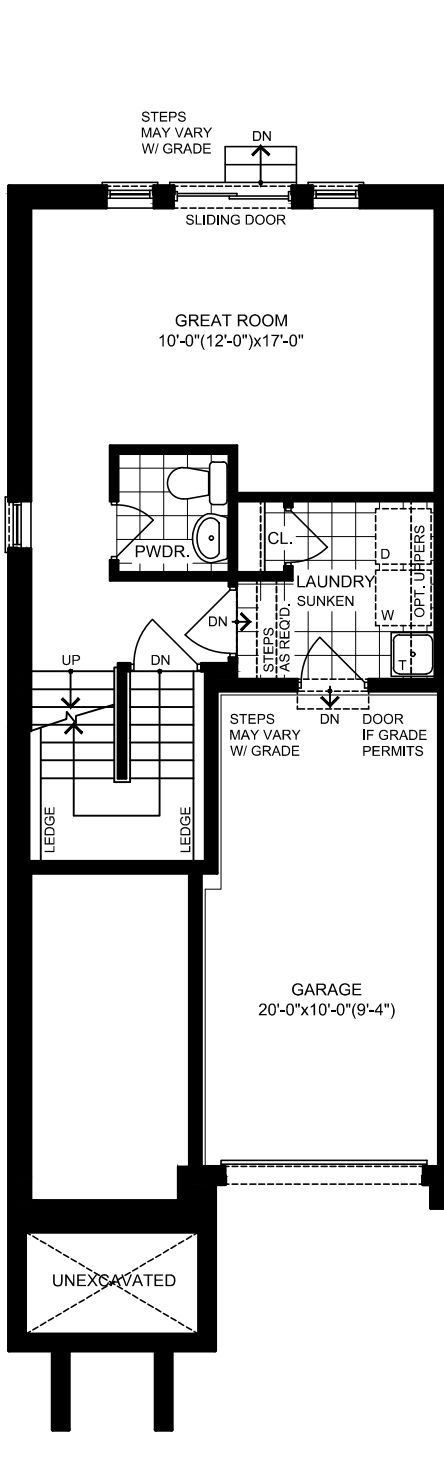 STEPS
MAY VARY
W/ GRADE
DN
SLIDING DOOR
GREAT ROOM
10'-0"(12'-0")x17'-0"
PWDR.
CL.
D
OPT. UPPERS
LAUNDRY
SUNKEN
W
DN
STEPS
AS REQ'D.
T
UP
DN
STEPS
MAY VARY
W/ GRADE
DN
DOOR
IF GRADE
PERMITS
LEDGE
LEDGE
GARAGE
20'-0"x10'-0"(9'-4")
UNEXCAVATED